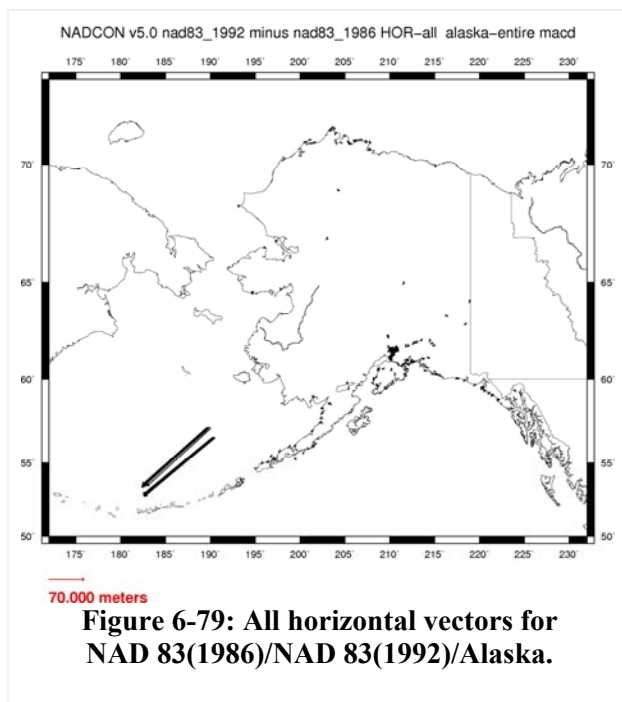 NADCON v5.0 nad83_1992 minus nad83_1986 HOR-all alaska-entire macd
175˚ 180˚ 185˚ 190˚ 195˚ 200˚ 205˚ 210˚ 215˚ 220˚ 225˚ 230˚
70˚ 70˚
65˚ 65˚
60˚ 60˚
55˚ 55˚
50˚ 50˚
175˚ 180˚ 185˚ 190˚ 195˚ 200˚ 205˚ 210˚ 215˚ 220˚ 225˚ 230˚
70.000 meters
Figure 6-79: All horizontal vectors for
NAD 83(1986)/NAD 83(1992)/Alaska.